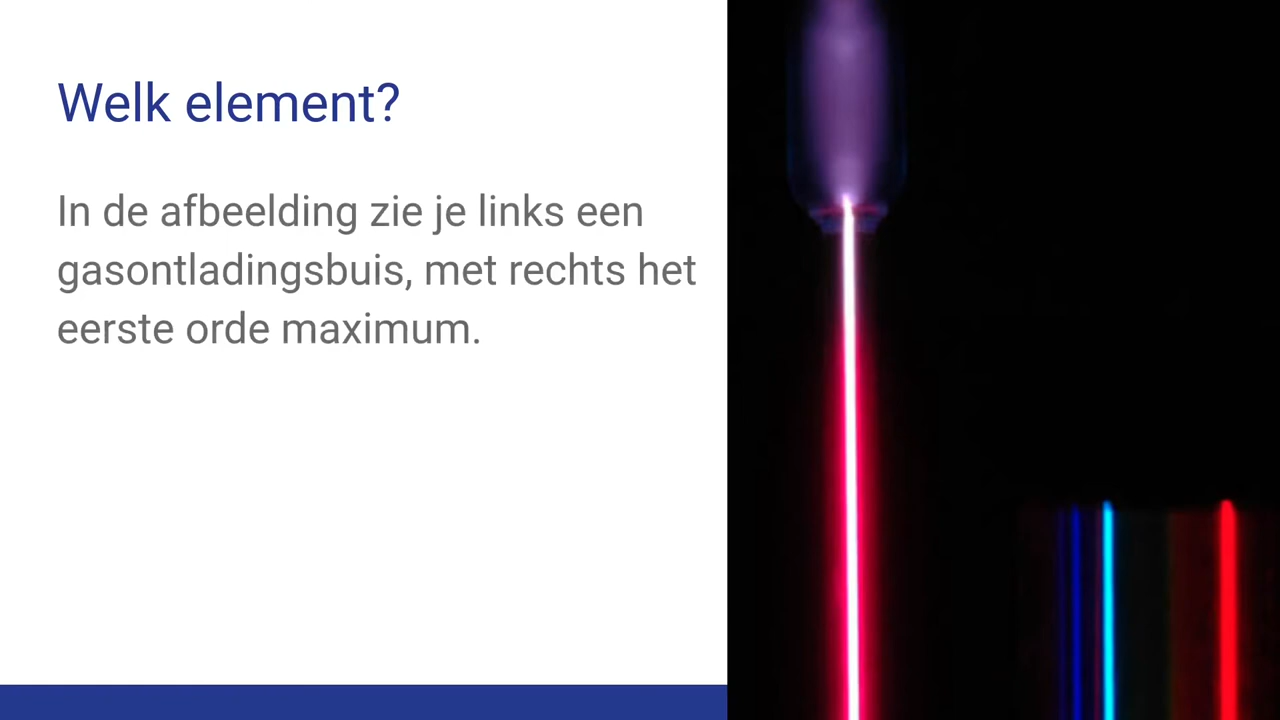 Welk element?
In de afbeelding zie je links een
gasontladingsbuis, met rechts het
eerste orde maximum.